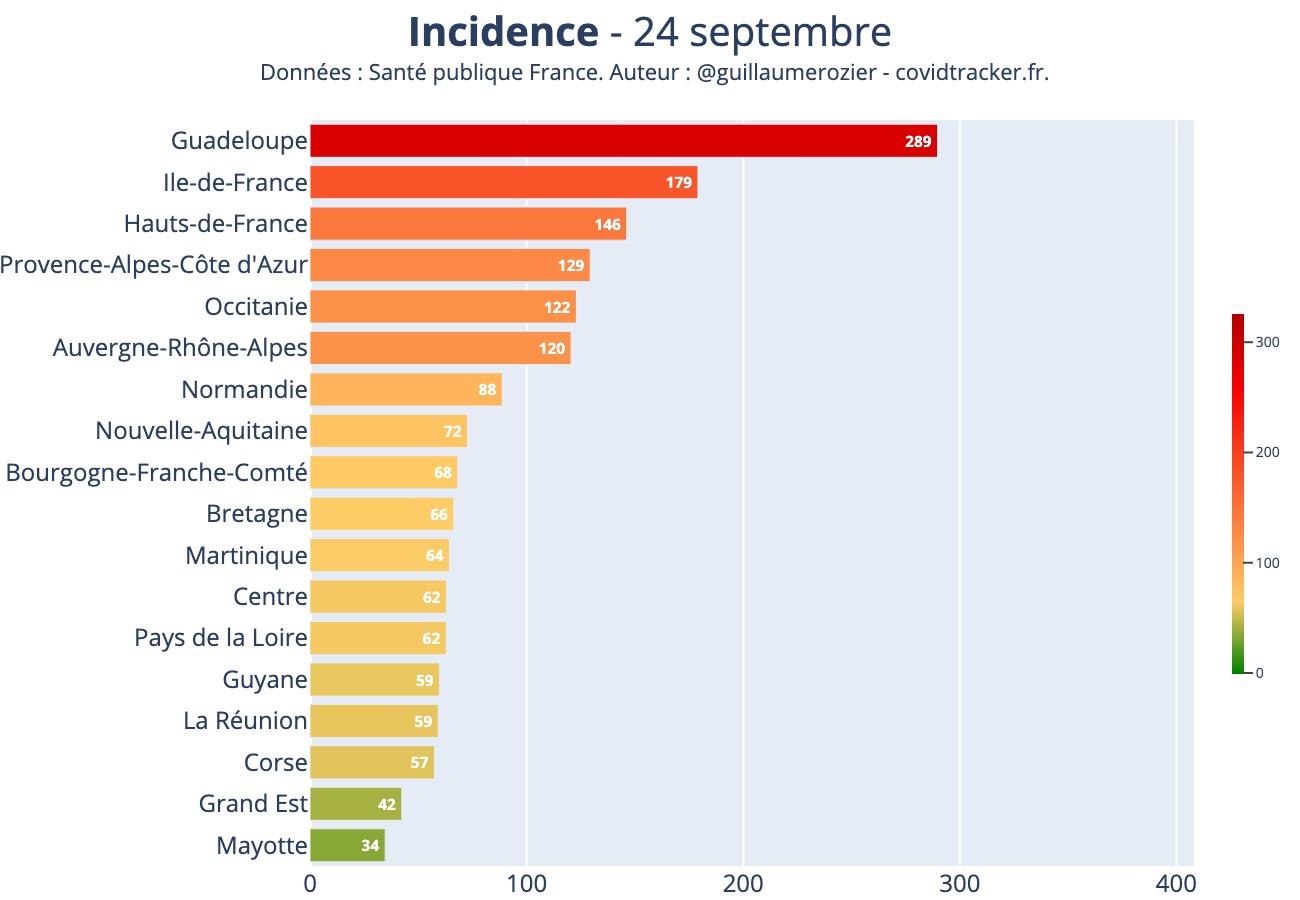 Incidence - 24 septembre
Données : Santé publique France. Auteur : @guillaumerozier - covidtracker.fr.
Guadeloupe 289
Ile-de-France 179
Hauts-de-France 146
Provence-Alpes-Côte d'Azur 129
Occitanie 122
Auvergne-Rhône-Alpes 120
Normandie 88
Nouvelle-Aquitaine 72
Bourgogne-Franche-Comté 68
Bretagne 66
Martinique 64
Centre 62
Pays de la Loire 62
Guyane 59
La Réunion 59
Corse 57
Grand Est 42
Mayotte 34
0 100 200 300 400
300
200
100
0